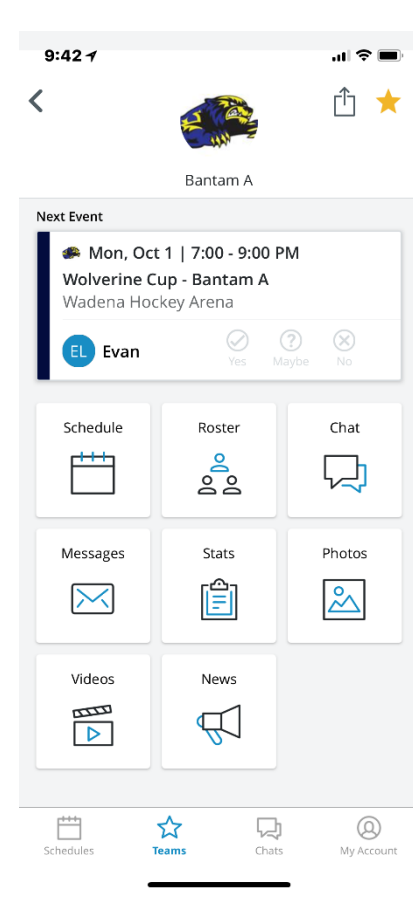 9:42
Bantam A
Next Event
Mon, Oct 1 | 7:00 - 9:00 PM
Wolverine Cup - Bantam A
Wadena Hockey Arena
EL Evan
Yes Maybe No
Schedule Roster Chat
Messages Stats Photos
Videos News
Schedules Teams Chats My Account